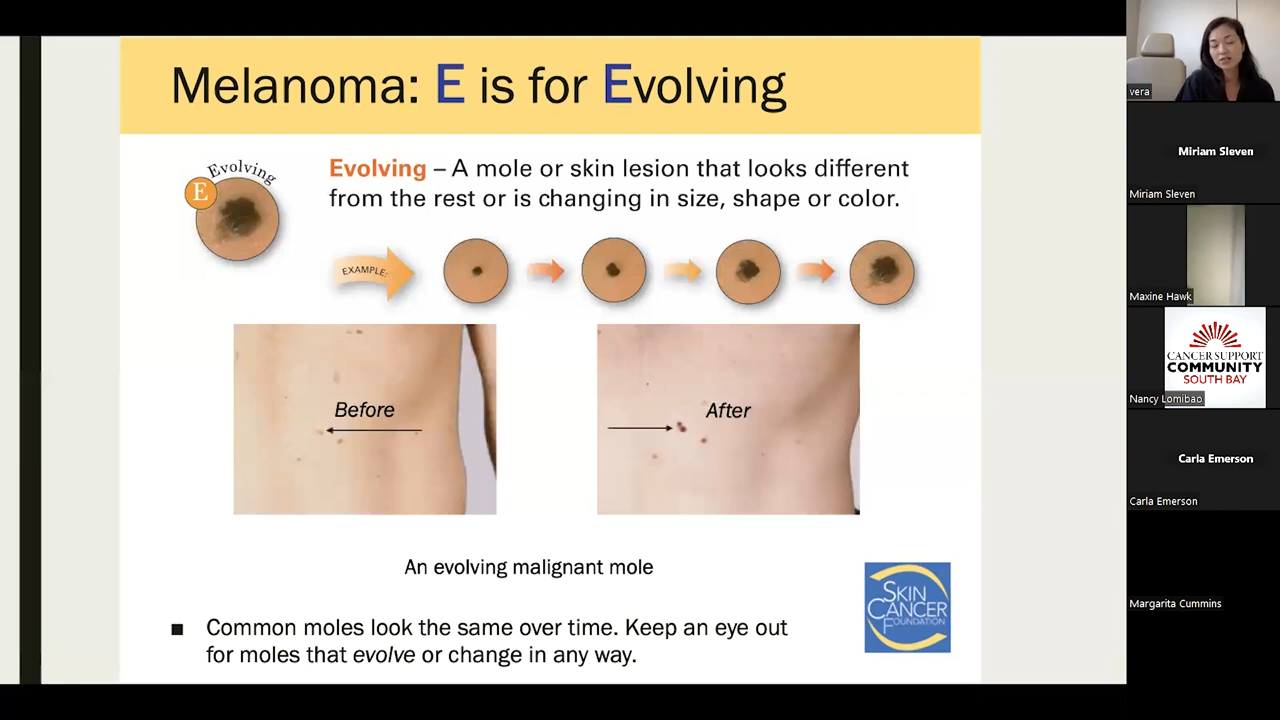 Melanoma: E is for Evolving
Evolving
E
Evolving – A mole or skin lesion that looks different
from the rest or is changing in size, shape or color.
EXAMPLE:
Before
After
An evolving malignant mole
SKIN
CANCER
FOUNDATION
■ Common moles look the same over time. Keep an eye out
for moles that evolve or change in any way.
vera
Miriam Sleven
Miriam Sleven
Maxine Hawk
CANCER SUPPORT
COMMUNITY
SOUTH BAY
Nancy Lomibao
Carla Emerson
Carla Emerson
Margarita Cummins